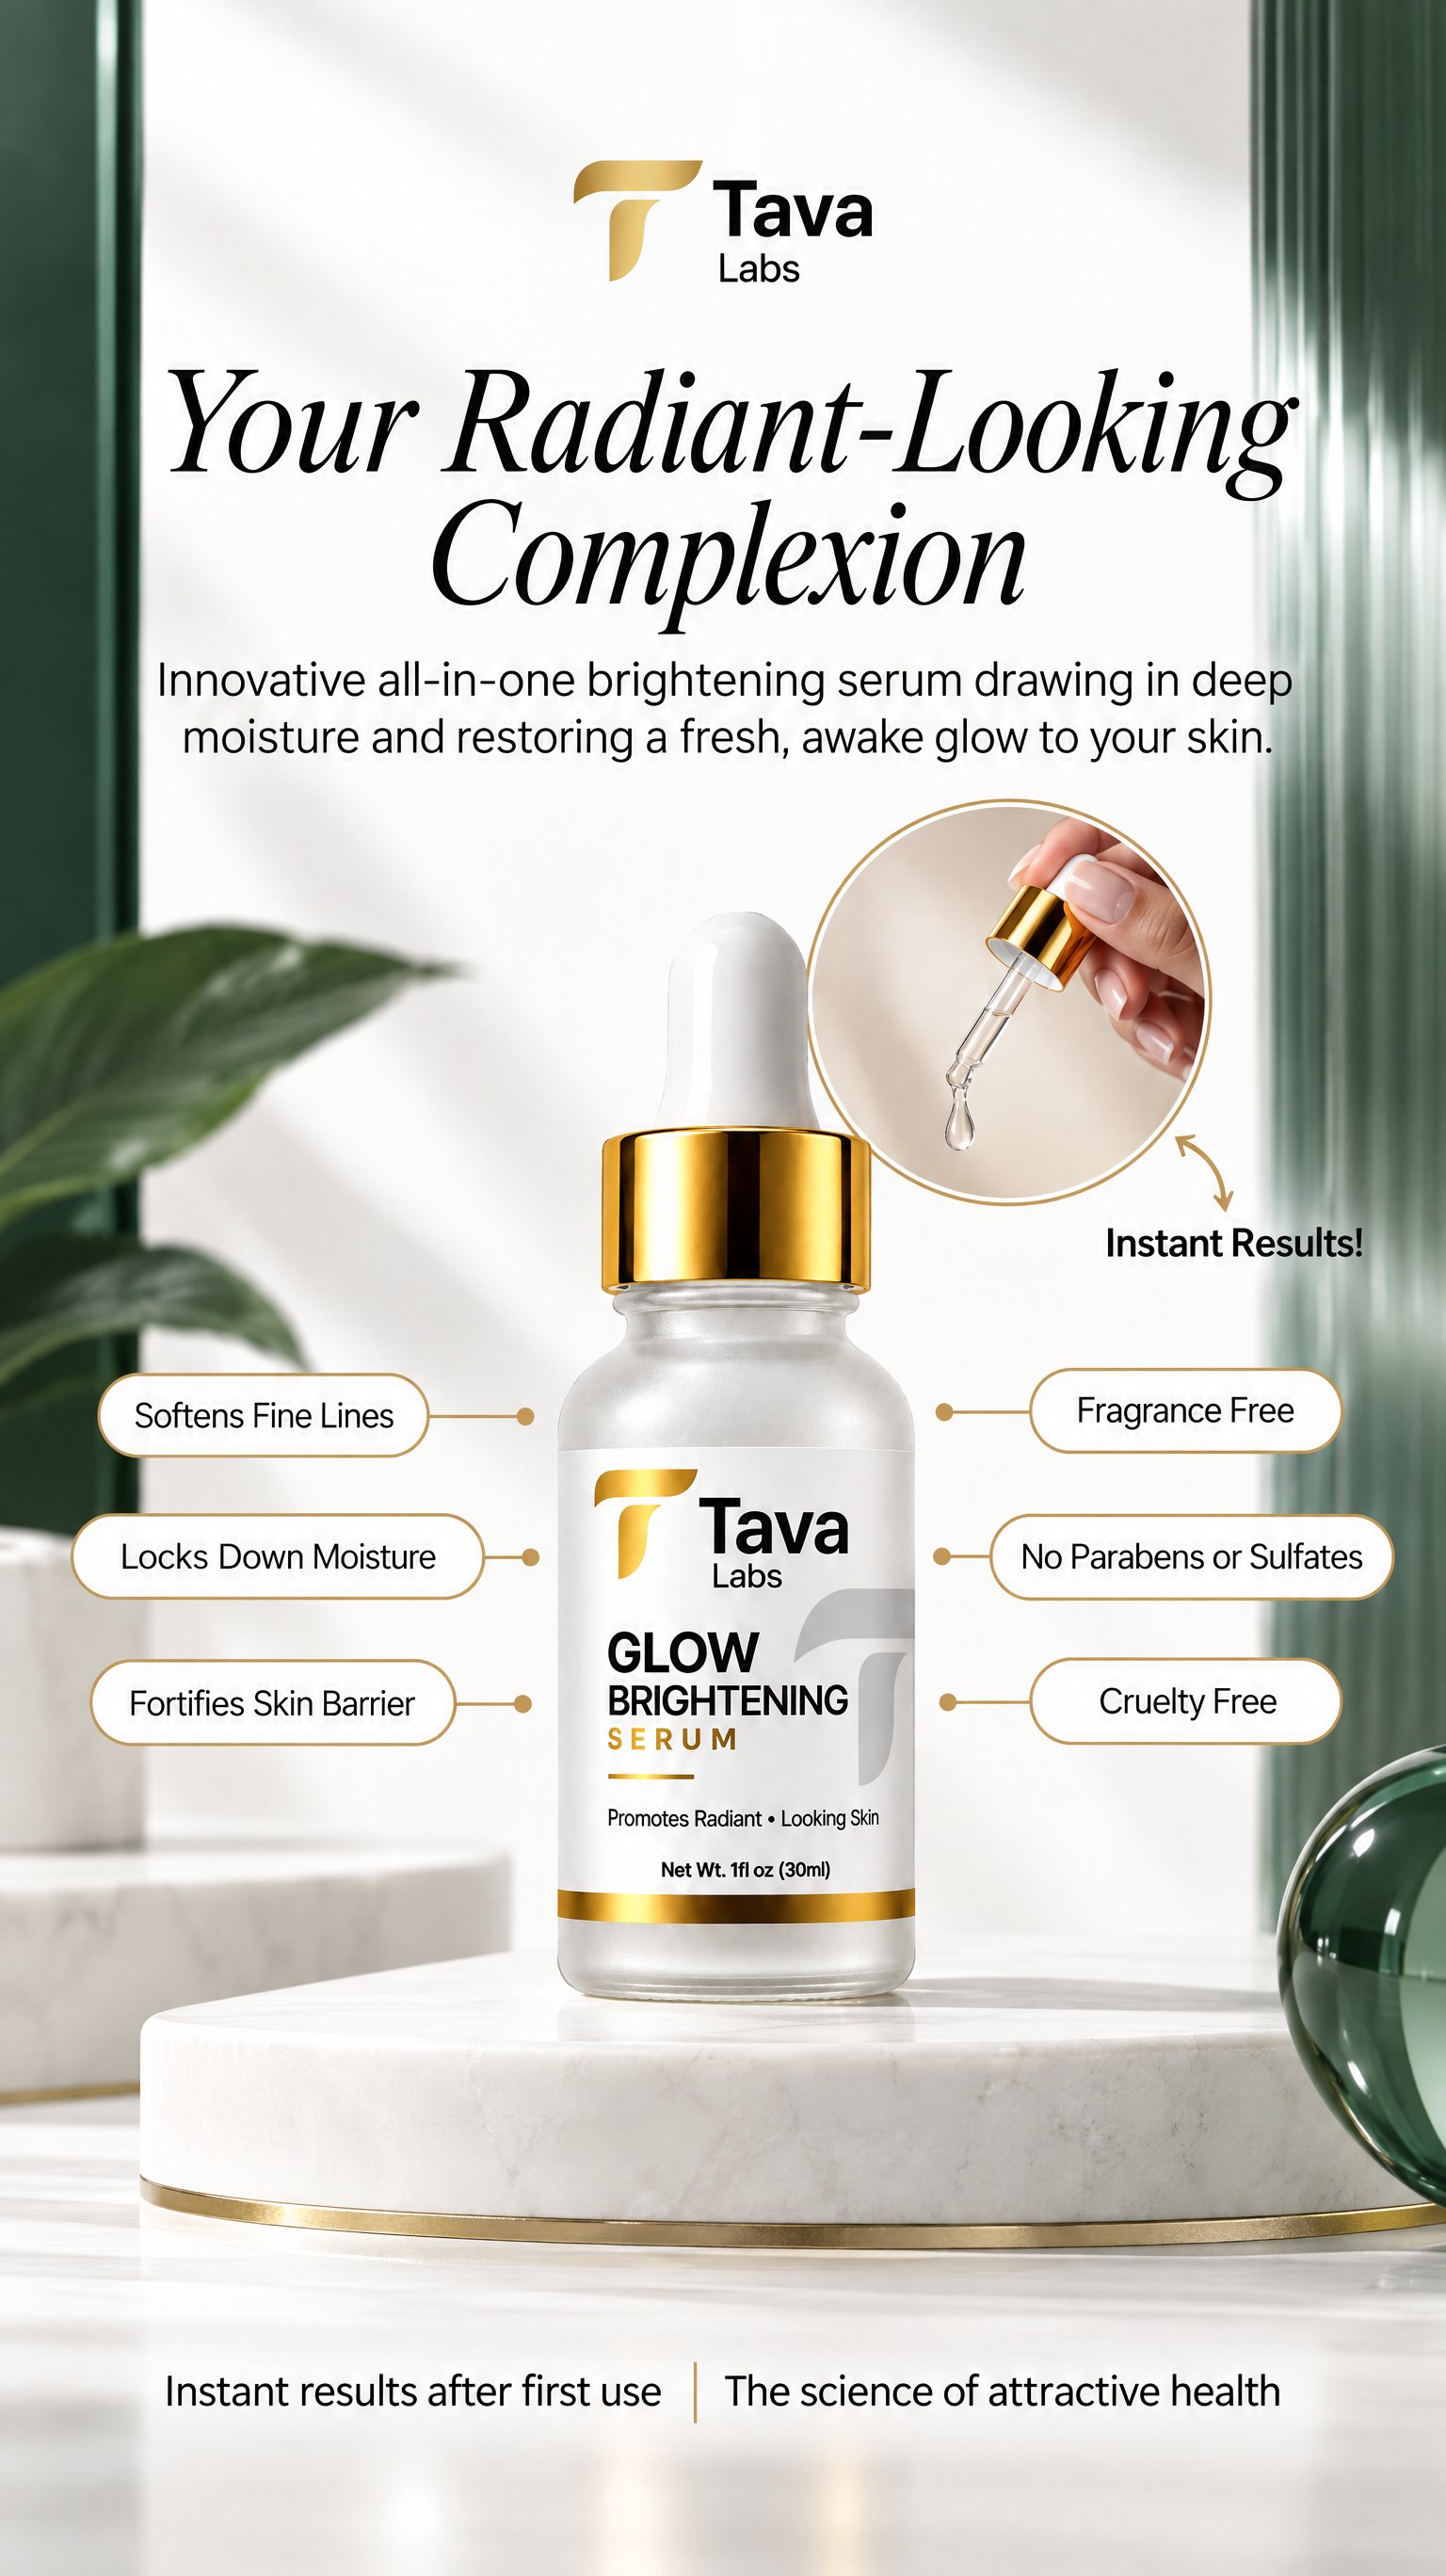 Tava
Labs
Your Radiant-Looking
Complexion
Innovative all-in-one brightening serum drawing in deep
moisture and restoring a fresh, awake glow to your skin.
Instant Results!
Softens Fine Lines
Fragrance Free
Locks Down Moisture
No Parabens or Sulfates
Fortifies Skin Barrier
Cruelty Free
Tava
Labs
GLOW
BRIGHTENING
SERUM
Promotes Radiant • Looking Skin
Net Wt. 1fl oz (30ml)
Instant results after first use | The science of attractive health